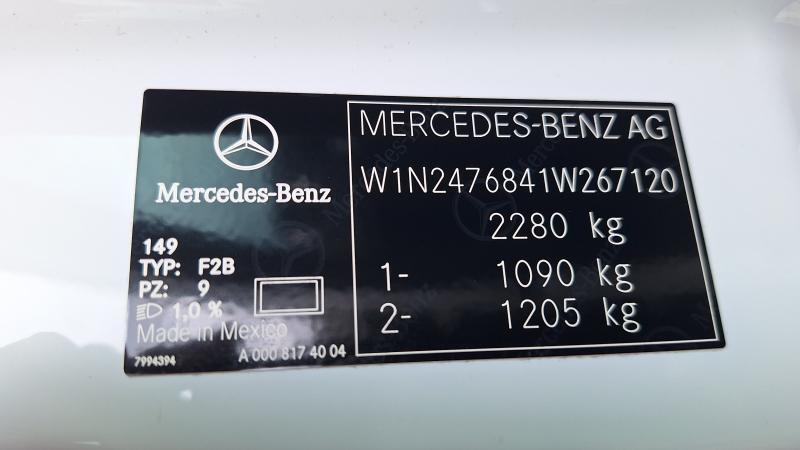 Mercedes-Benz
149
TYP: F2B
PZ: 9
1,0 %
Made in Mexico
7994394
A 000 817 40 04
MERCEDES-BENZ AG
W1N2476841W267120
2280 kg
1- 1090 kg
2- 1205 kg